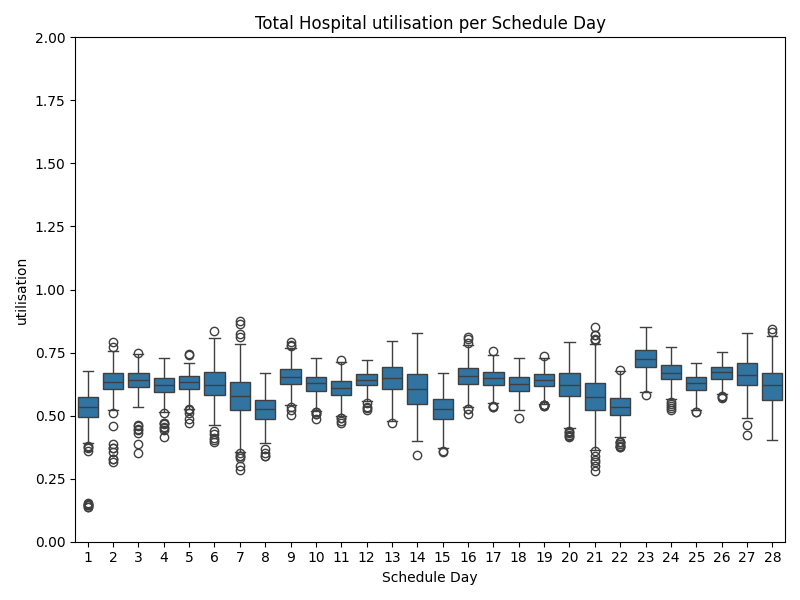 Total Hospital utilisation per Schedule Day
utilisation
2.00
1.75
1.50
1.25
1.00
0.75
0.50
0.25
0.00
1 2 3 4 5 6 7 8 9 10 11 12 13 14 15 16 17 18 19 20 21 22 23 24 25 26 27 28
Schedule Day